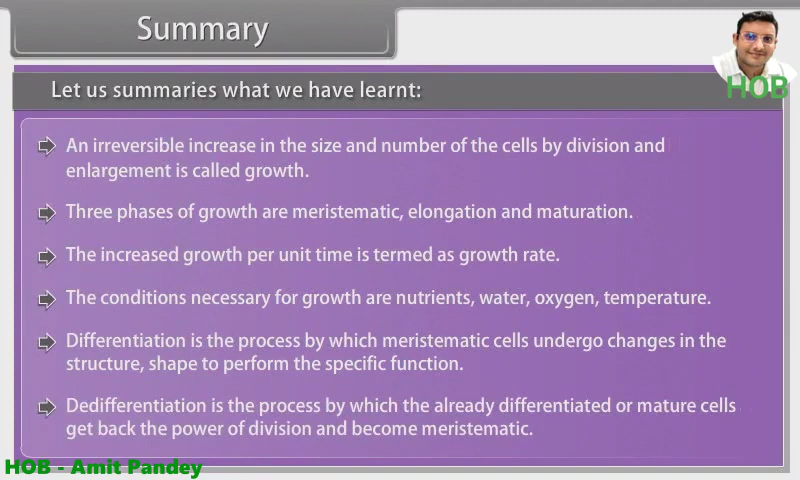 Summary
HOB
Let us summaries what we have learnt:
An irreversible increase in the size and number of the cells by division and
enlargement is called growth.
Three phases of growth are meristematic, elongation and maturation.
The increased growth per unit time is termed as growth rate.
The conditions necessary for growth are nutrients, water, oxygen, temperature.
Differentiation is the process by which meristematic cells undergo changes in the
structure, shape to perform the specific function.
Dedifferentiation is the process by which the already differentiated or mature cells
get back the power of division and become meristematic.
HOB - Amit Pandey